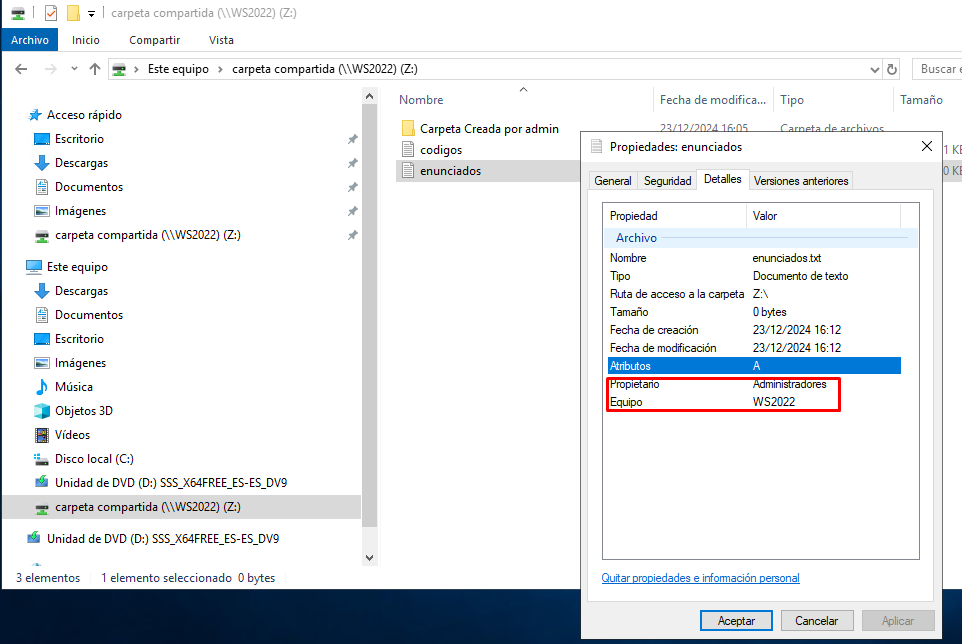 carpeta compartida (\\WS2022) (Z:)
Archivo Inicio Compartir Vista
Este equipo > carpeta compartida (\\WS2022) (Z:)
Buscar e
Acceso rápido
Escritorio
Descargas
Documentos
Imágenes
carpeta compartida (\\WS2022) (Z:)
Este equipo
Descargas
Documentos
Escritorio
Imágenes
Música
Objetos 3D
Vídeos
Disco local (C:)
Unidad de DVD (D:) SSS_X64FREE_ES-ES_DV9
carpeta compartida (\\WS2022) (Z:)
Unidad de DVD (D:) SSS_X64FREE_ES-ES_DV9
3 elementos 1 elemento seleccionado 0 bytes
Nombre Fecha de modifica... Tipo Tamaño
Carpeta Creada por admin 23/12/2024 16:05 Carpeta de archivos
codigos 1 KB
enunciados 0 KB
Propiedades: enunciados
General Seguridad Detalles Versiones anteriores
Propiedad Valor
Archivo
Nombre enunciados.txt
Tipo Documento de texto
Ruta de acceso a la carpeta Z:\
Tamaño 0 bytes
Fecha de creación 23/12/2024 16:12
Fecha de modificación 23/12/2024 16:12
Atributos A
Propietario Administradores
Equipo WS2022
Quitar propiedades e información personal
Aceptar Cancelar Aplicar